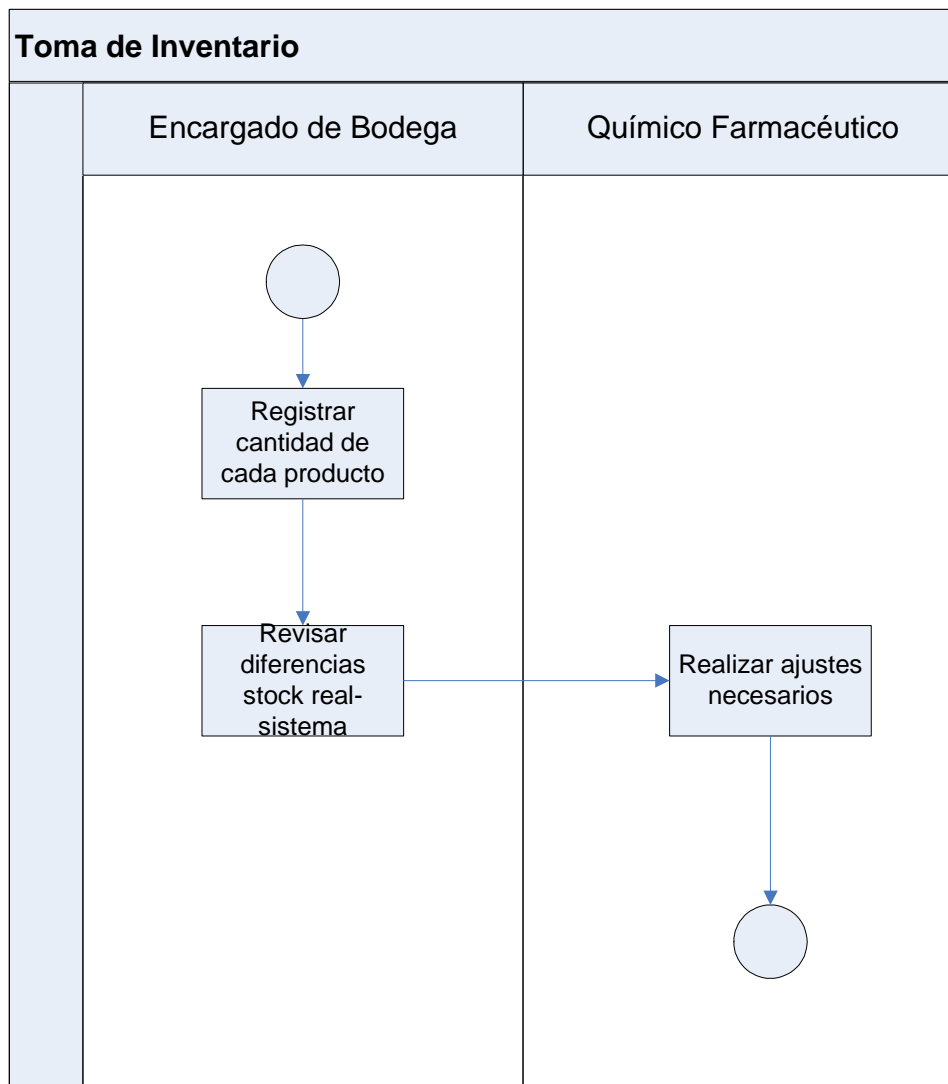 Toma de Inventario
Encargado de Bodega
Químico Farmacéutico
Registrar
cantidad de
cada producto
Revisar
diferencias
stock real-
sistema
Realizar ajustes
necesarios